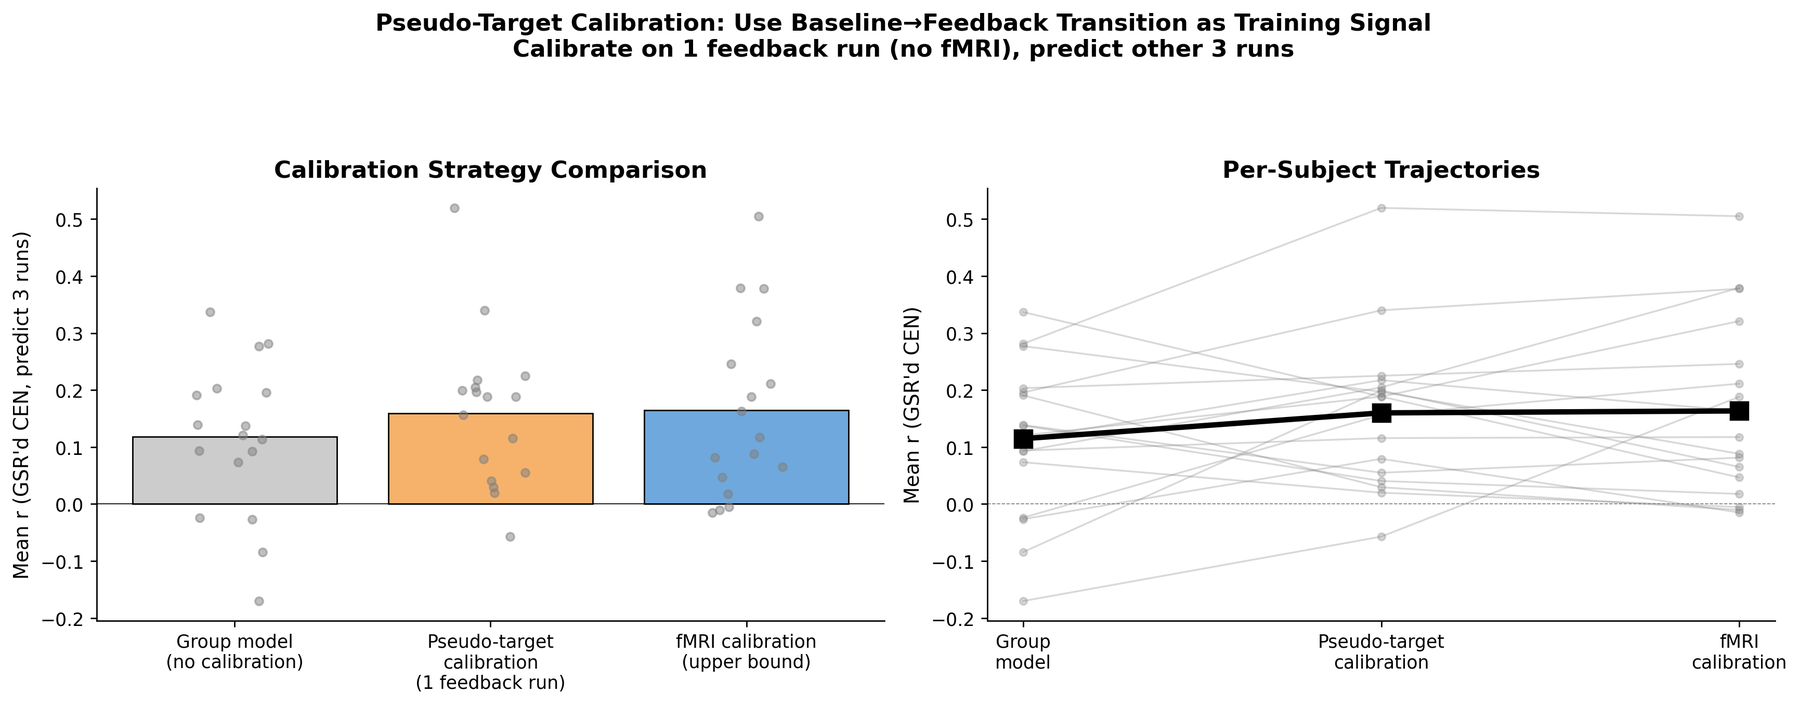 Pseudo-Target Calibration: Use Baseline→Feedback Transition as Training Signal
Calibrate on 1 feedback run (no fMRI), predict other 3 runs
Calibration Strategy Comparison
Mean r (GSR'd CEN, predict 3 runs)
0.5
0.4
0.3
0.2
0.1
0.0
−0.1
−0.2
Group model
(no calibration)
Pseudo-target
calibration
(1 feedback run)
fMRI calibration
(upper bound)
Per-Subject Trajectories
Mean r (GSR'd CEN)
0.5
0.4
0.3
0.2
0.1
0.0
−0.1
−0.2
Group
model
Pseudo-target
calibration
fMRI
calibration